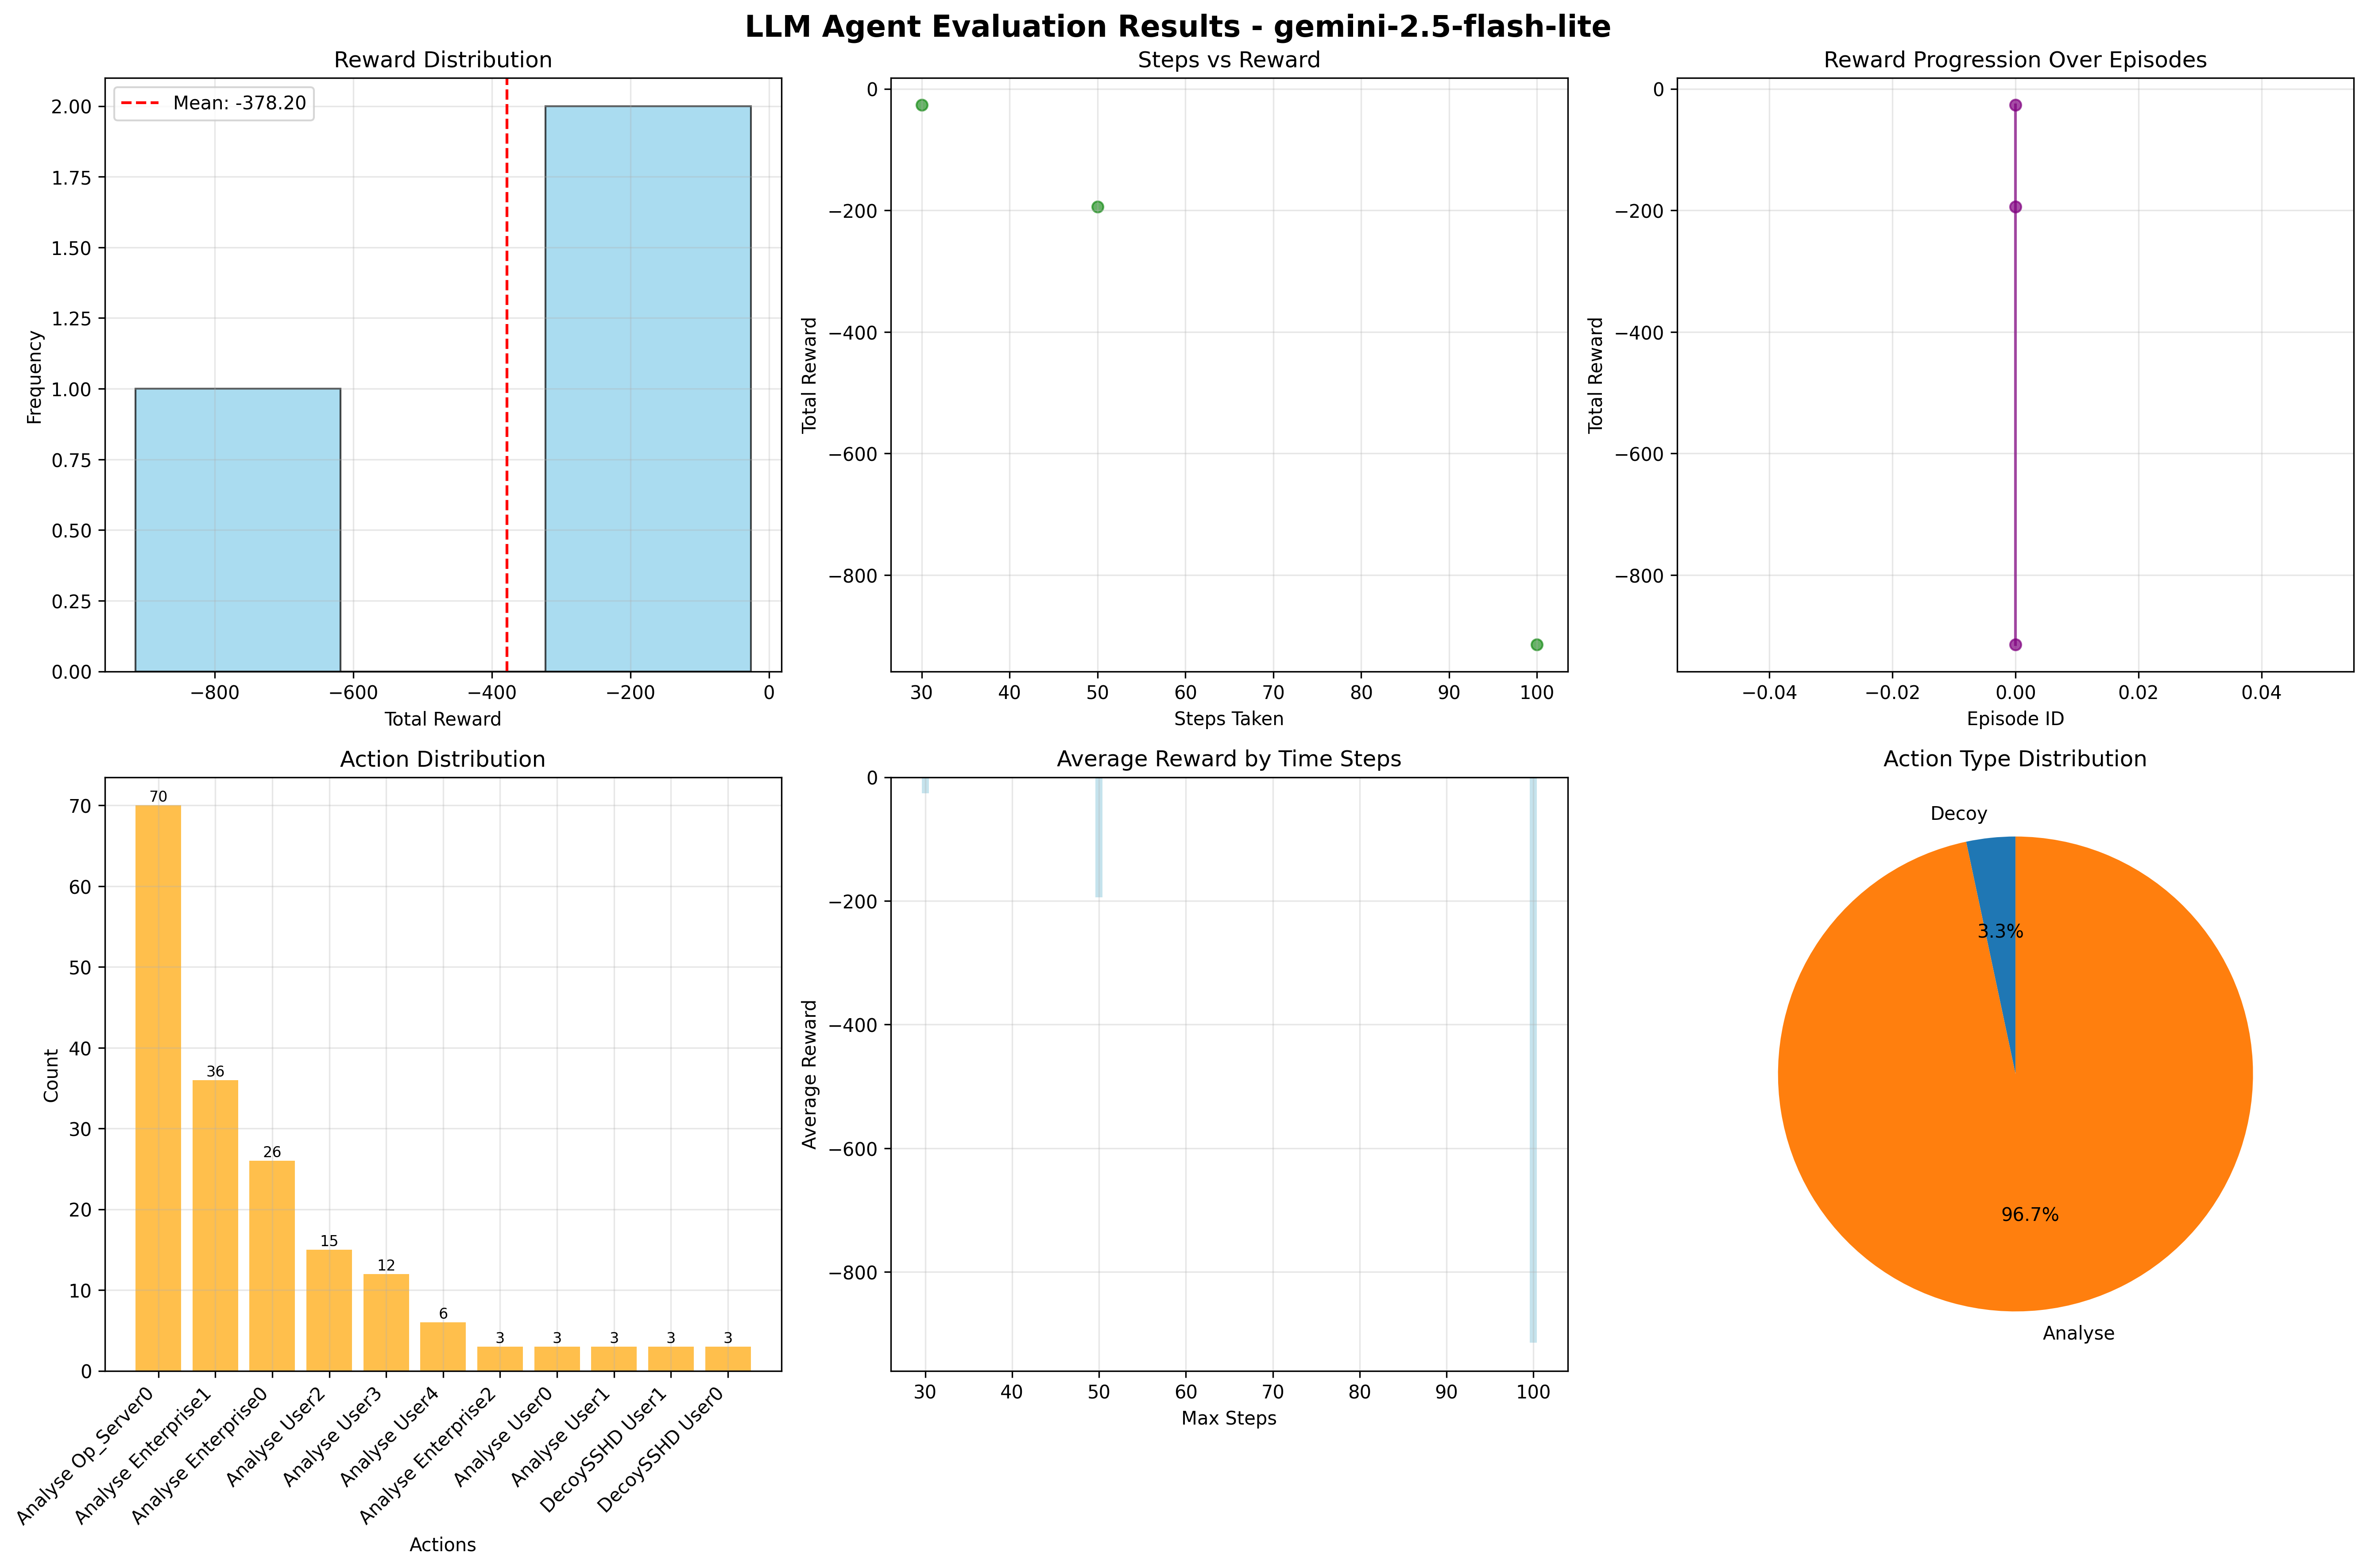 LLM Agent Evaluation Results - gemini-2.5-flash-lite
Reward Distribution
Mean: -378.20
2.00
1.75
1.50
1.25
1.00
0.75
0.50
0.25
0.00
Frequency
−800
−600
−400
−200
0
Total Reward
Steps vs Reward
0
−200
−400
−600
−800
Total Reward
30
40
50
60
70
80
90
100
Steps Taken
Reward Progression Over Episodes
0
−200
−400
−600
−800
Total Reward
−0.04
−0.02
0.00
0.02
0.04
Episode ID
Action Distribution
70
60
50
40
30
20
10
0
Count
70
36
26
15
12
6
3
3
3
3
3
Analyse Op_Server0
Analyse Enterprise1
Analyse Enterprise0
Analyse User2
Analyse User3
Analyse User4
Analyse Enterprise2
Analyse User0
Analyse User1
DecoySSHD User1
DecoySSHD User0
Actions
Average Reward by Time Steps
0
−200
−400
−600
−800
Average Reward
30
40
50
60
70
80
90
100
Max Steps
Action Type Distribution
Decoy
3.3%
96.7%
Analyse